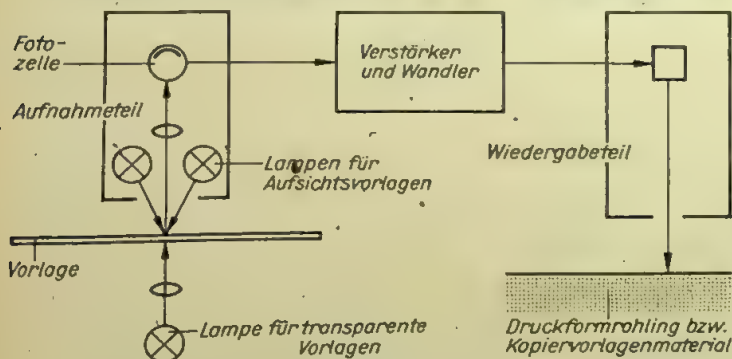 Foto-
zelle
Aufnahmeteil
Verstärker
und Wandler
Lampen für
Aufsichtsvorlagen
Wiedergabeteil
Vorlage
Lampe für transparente
Vorlagen
Druckformrohling bzw.
Kopiervorlagenmaterial